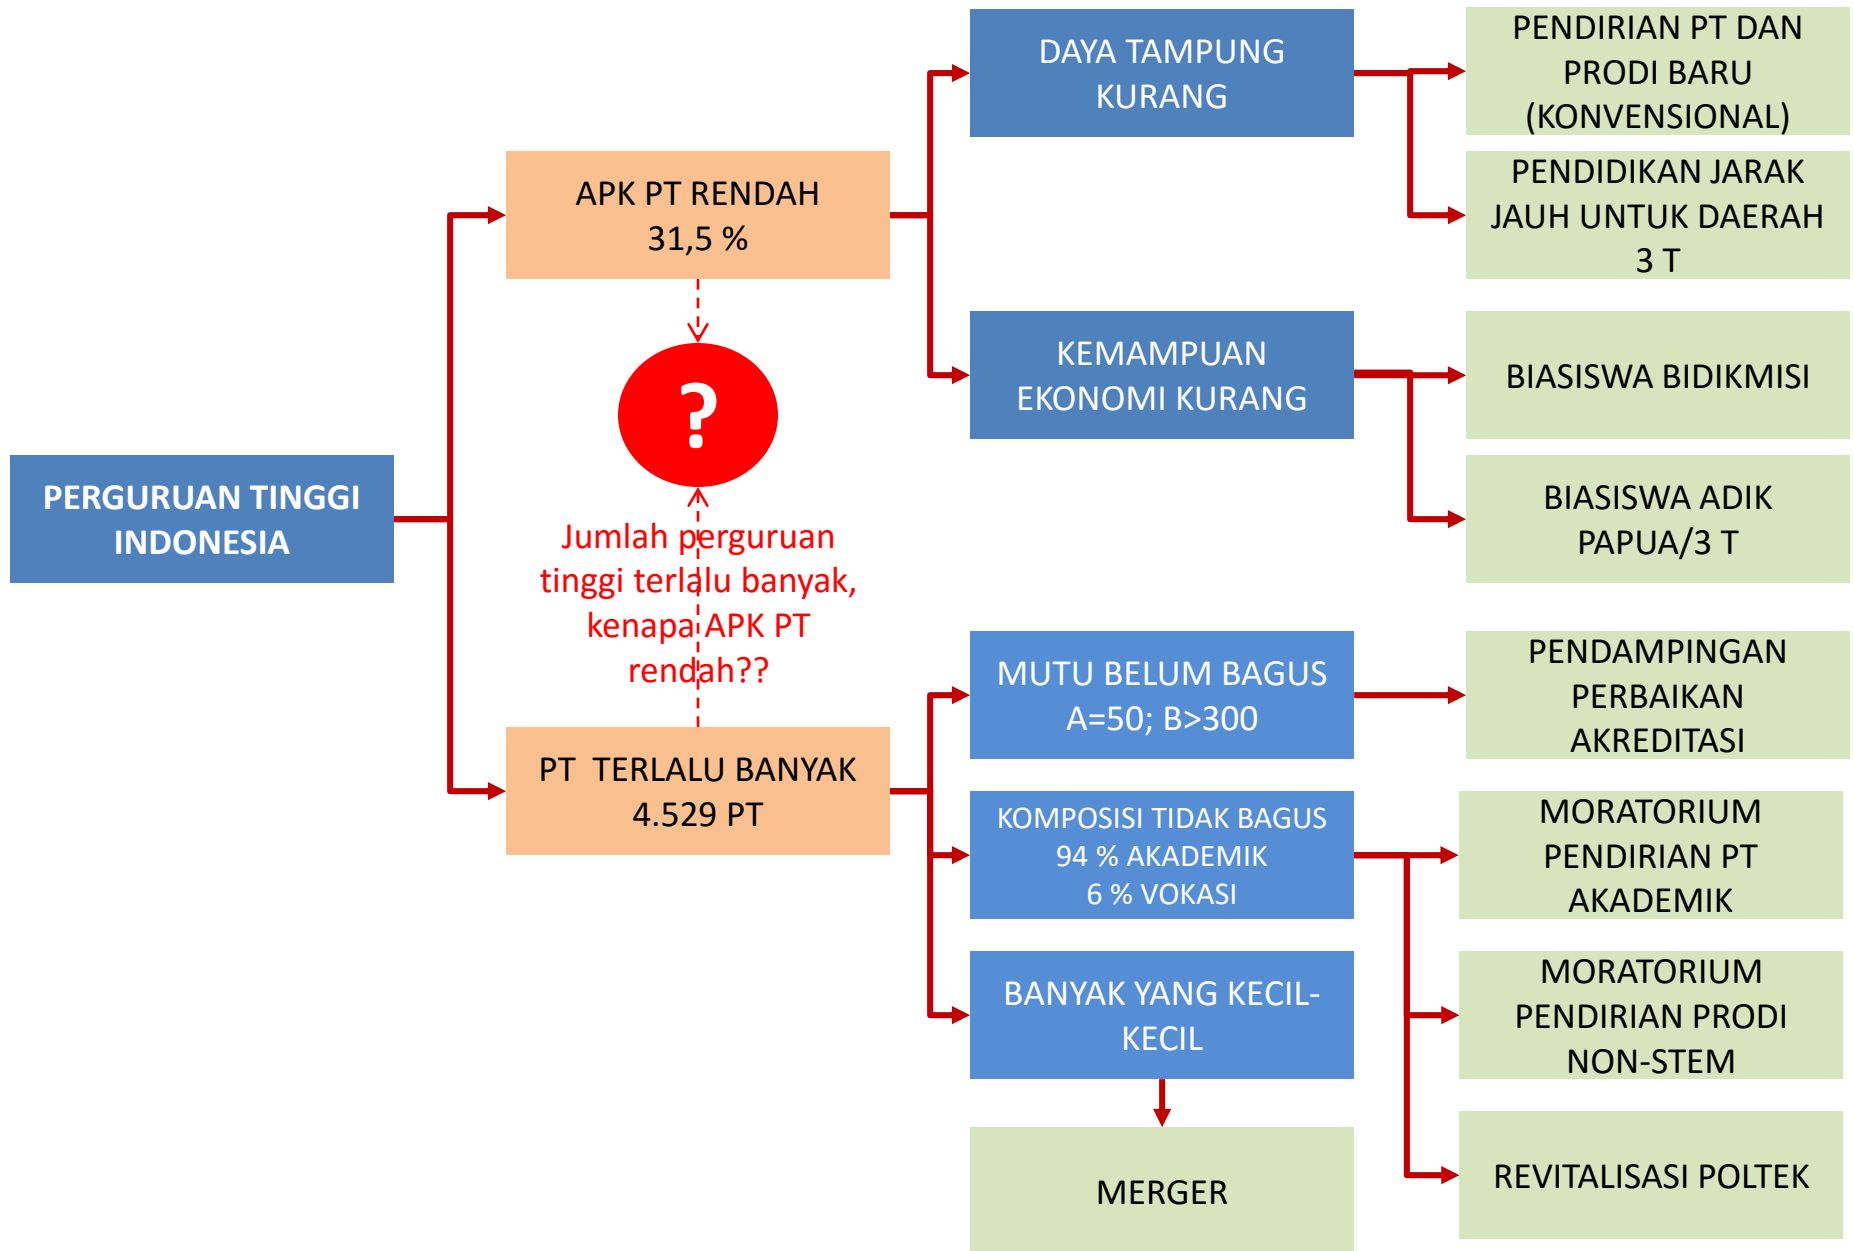 PERGURUAN TINGGI
INDONESIA
APK PT RENDAH
31,5 %
?
Jumlah perguruan
tinggi terlalu banyak,
kenapa APK PT
rendah??
PT TERLALU BANYAK
4.529 PT
DAYA TAMPUNG
KURANG
KEMAMPUAN
EKONOMI KURANG
MUTU BELUM BAGUS
A=50; B>300
KOMPOSISI TIDAK BAGUS
94 % AKADEMIK
6 % VOKASI
BANYAK YANG KECIL-
KECIL
MERGER
PENDIRIAN PT DAN
PRODI BARU
(KONVENSIONAL)
PENDIDIKAN JARAK
JAUH UNTUK DAERAH
3 T
BIASISWA BIDIKMISI
BIASISWA ADIK
PAPUA/3 T
PENDAMPINGAN
PERBAIKAN
AKREDITASI
MORATORIUM
PENDIRIAN PT
AKADEMIK
MORATORIUM
PENDIRIAN PRODI
NON-STEM
REVITALISASI POLTEK